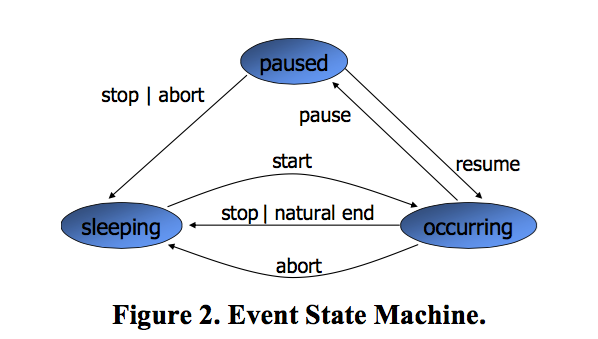 paused
stop | abort
pause
start
resume
sleeping
stop | natural end
occurring
abort
Figure 2. Event State Machine.